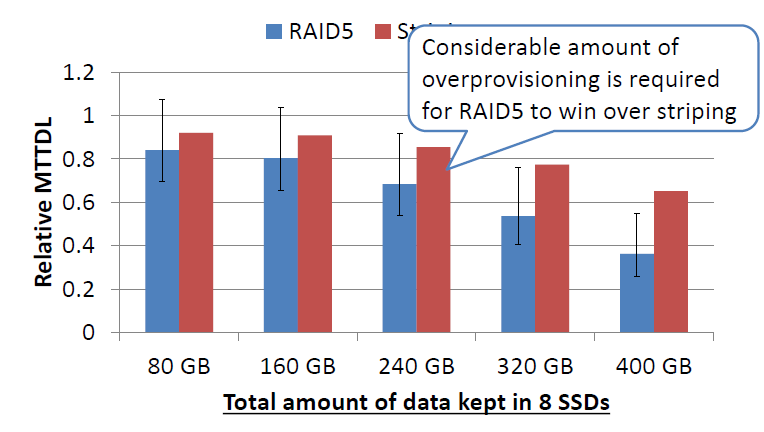 RAID5
Considerable amount of
overprovisioning is required
for RAID5 to win over striping
1.2
1
0.8
0.6
0.4
0.2
0
Relative MTTDL
80 GB 160 GB 240 GB 320 GB 400 GB
Total amount of data kept in 8 SSDs